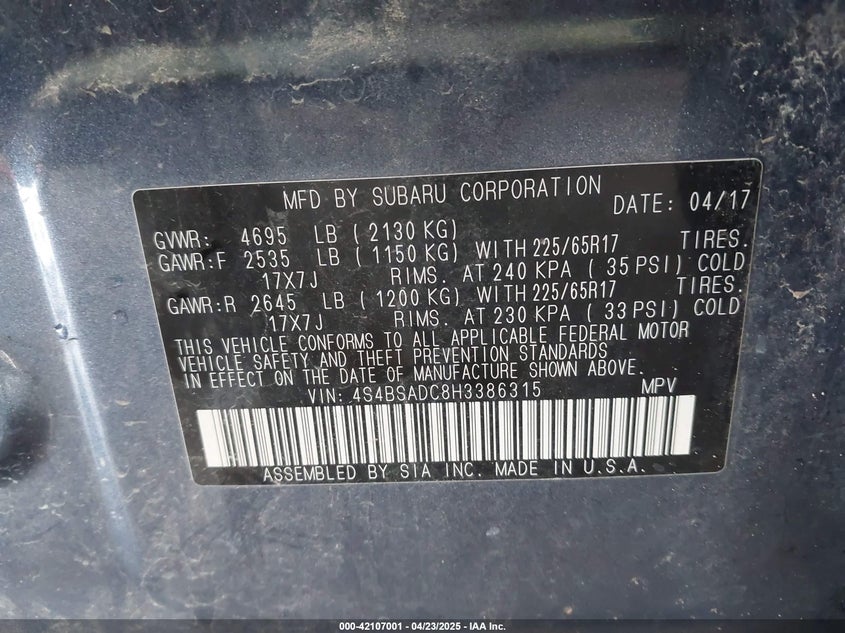 MFD BY SUBARU CORPORATION DATE: 04/17
GVWR: 4695 LB ( 2130 KG)
GAWR:F 2535 LB ( 1150 KG) WITH 225/65R17 TIRES.
17X7J RIMS. AT 240 KPA ( 35 PSI) COLD
GAWR:R 2645 LB ( 1200 KG) WITH 225/65R17 TIRES.
17X7J RIMS. AT 230 KPA ( 33 PSI) COLD
THIS VEHICLE CONFORMS TO ALL APPLICABLE FEDERAL MOTOR
VEHICLE SAFETY AND THEFT PREVENTION STANDARDS
IN EFFECT ON THE DATE OF MANUFACTURE SHOWN ABOVE.
VIN: 4S4BSADC8H3386315 MPV
ASSEMBLED BY SIA INC. MADE IN U.S.A.
000-42107001 - 04/23/2025 - IAA Inc.